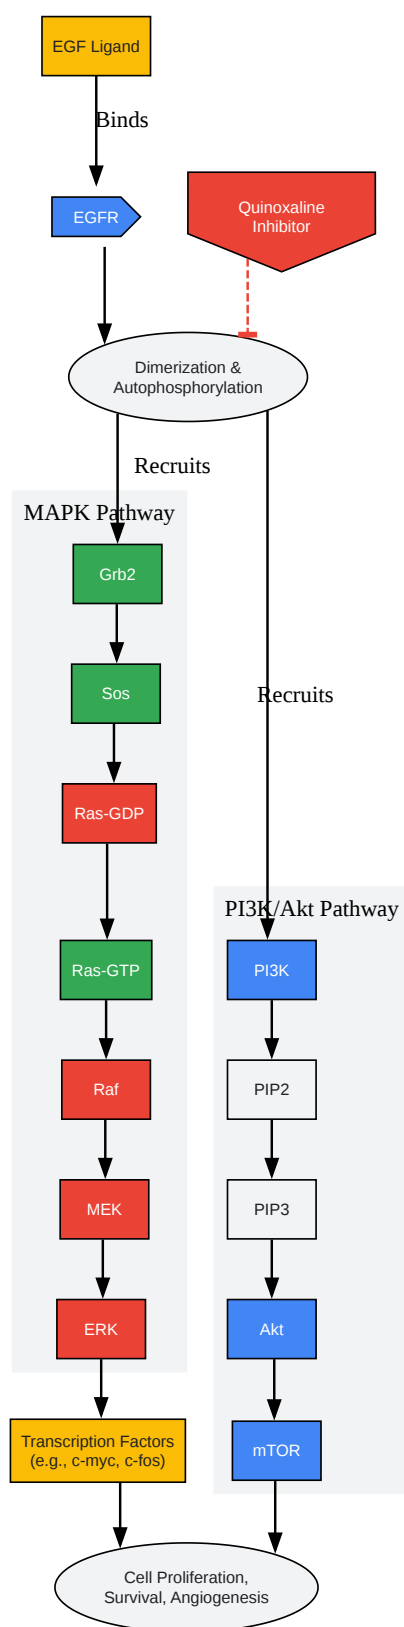 EGF Ligand
Binds
EGFR
Quinoxaline
Inhibitor
Dimerization &
Autophosphorylation
Recruits
MAPK Pathway
Grb2
Sos
Recruits
Ras-GDP
PI3K/Akt Pathway
Ras-GTP
PI3K
Raf
PIP2
MEK
PIP3
ERK
Akt
Transcription Factors
(e.g., c-myc, c-fos)
mTOR
Cell Proliferation,
Survival, Angiogenesis